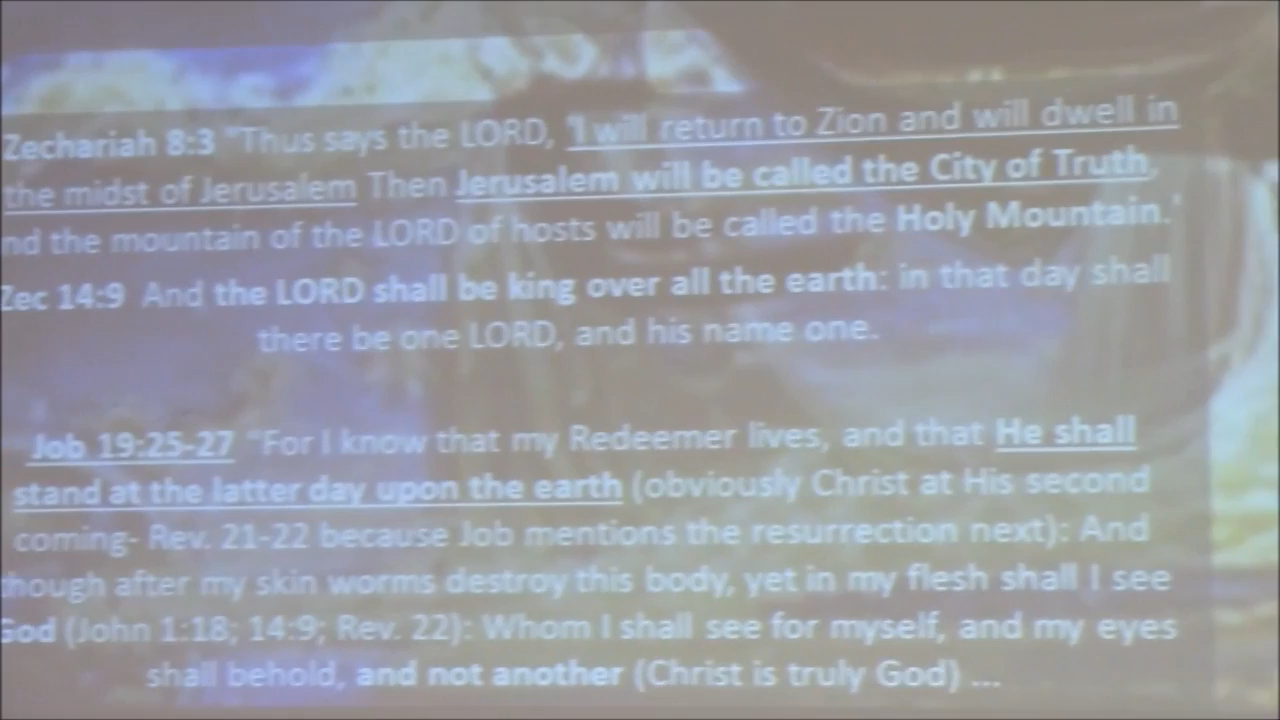 Zechariah 8:3 "Thus says the LORD, 'I will return to Zion and will dwell in
the midst of Jerusalem Then Jerusalem will be called the City of Truth,
nd the mountain of the LORD of hosts will be called the Holy Mountain.'
Zec 14:9 And the LORD shall be king over all the earth: in that day shall
there be one LORD, and his name one.
Job 19:25-27 "For I know that my Redeemer lives, and that He shall
stand at the latter day upon the earth (obviously Christ at His second
coming- Rev. 21-22 because Job mentions the resurrection next): And
though after my skin worms destroy this body, yet in my flesh shall I see
God (John 1:18; 14:9; Rev. 22): Whom I shall see for myself, and my eyes
shall behold, and not another (Christ is truly God) ...